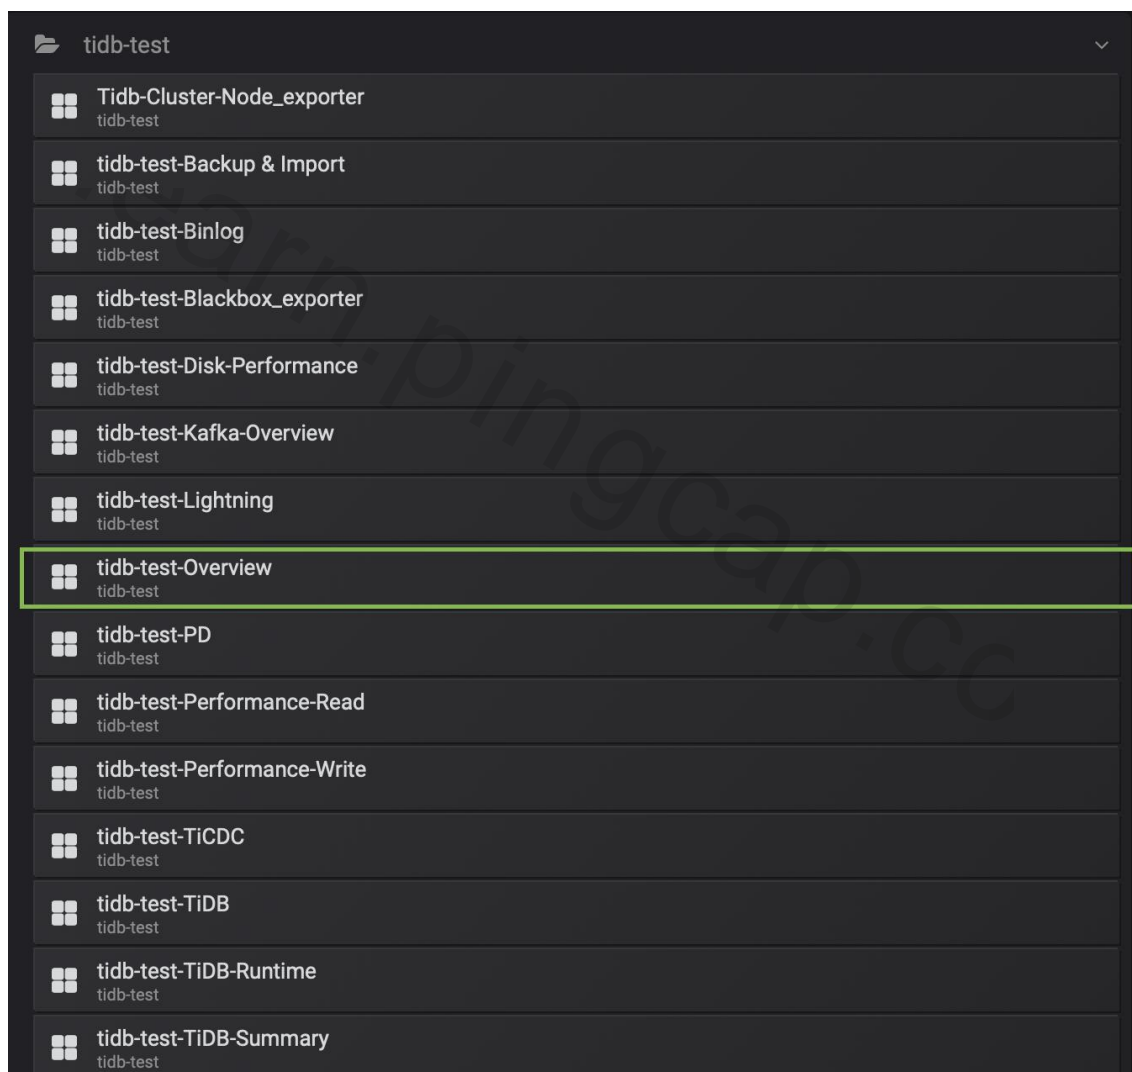 tidb-test
Tidb-Cluster-Node_exporter
tidb-test
tidb-test-Backup & Import
tidb-test
tidb-test-Binlog
tidb-test
tidb-test-Blackbox_exporter
tidb-test
tidb-test-Disk-Performance
tidb-test
tidb-test-Kafka-Overview
tidb-test
tidb-test-Lightning
tidb-test
tidb-test-Overview
tidb-test
tidb-test-PD
tidb-test
tidb-test-Performance-Read
tidb-test
tidb-test-Performance-Write
tidb-test
tidb-test-TiCDC
tidb-test
tidb-test-TiDB
tidb-test
tidb-test-TiDB-Runtime
tidb-test
tidb-test-TiDB-Summary
tidb-test